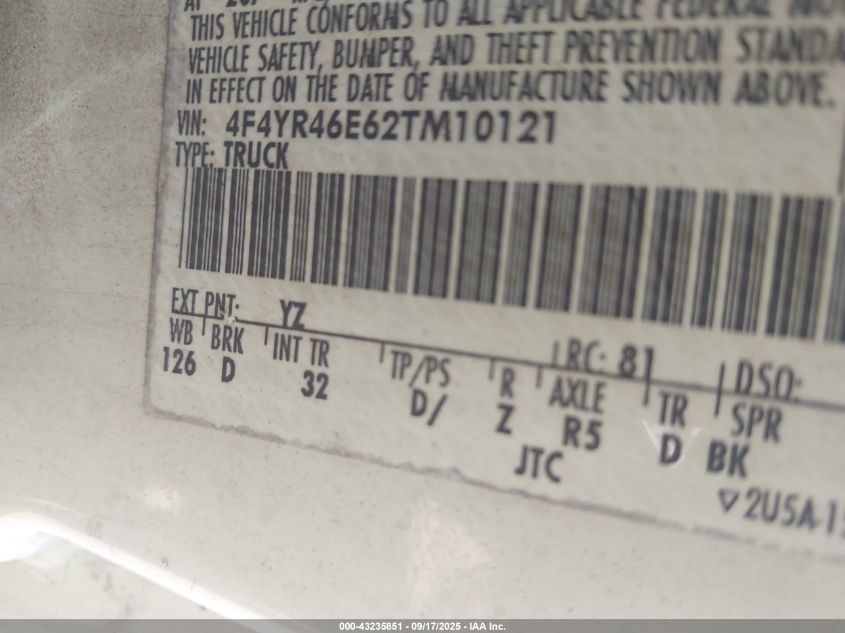 THIS VEHICLE CONFORMS TO ALL APPLICABLE FEDERAL
VEHICLE SAFETY, BUMPER, AND THEFT PREVENTION STANDA
IN EFFECT ON THE DATE OF MANUFACTURE SHOWN ABOVE.
VIN: 4F4YR46E62TM10121
TYPE: TRUCK
EXT PNT: YZ RC: 81 DSO:
WB BRK INT TR TP/PS R AXLE TR SPR
126 D 32 D/ Z R5 D BK
JTC
▽2U5A-15
000-43235851 - 09/17/2025 - IAA Inc.